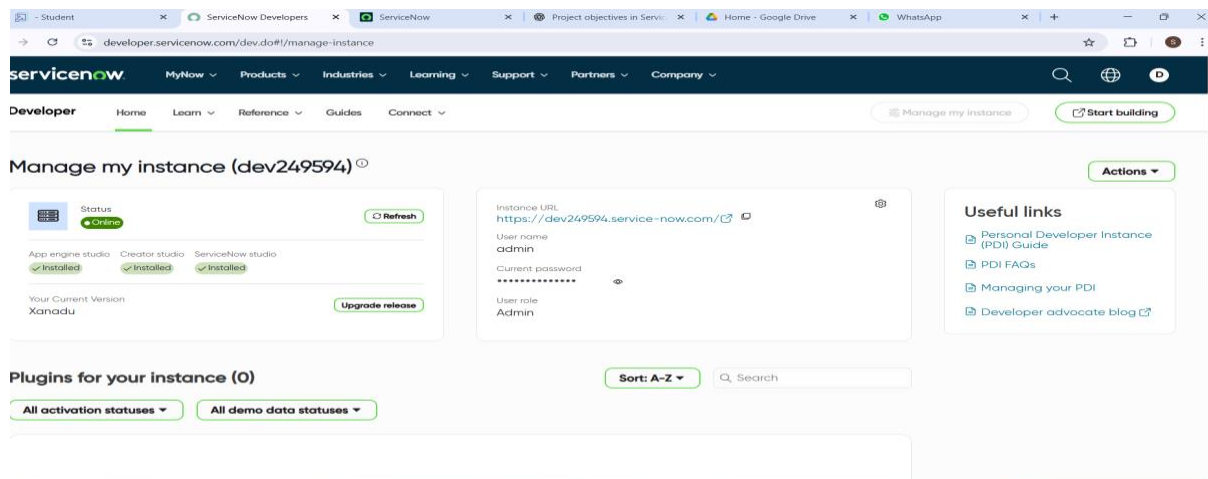 - Student
ServiceNow Developers
ServiceNow
Project objectives in Servic
Home - Google Drive
WhatsApp
developer.servicenow.com/dev.do#!/manage-instance
S
servicenow.
MyNow
Products
Industries
Learning
Support
Partners
Company
D
Developer
Home
Learn
Reference
Guides
Connect
Manage my instance
Start building
Manage my instance (dev249594)
Actions
Status
Online
Refresh
App engine studio Creator studio ServiceNow studio
Installed Installed Installed
Your Current Version
Xanadu
Upgrade release
Instance URL
https://dev249594.service-now.com/
User name
admin
Current password
••••••••••••••
User role
Admin
Useful links
Personal Developer Instance
(PDI) Guide
PDI FAQs
Managing your PDI
Developer advocate blog
Plugins for your instance (0)
Sort: A-Z
Search
All activation statuses
All demo data statuses